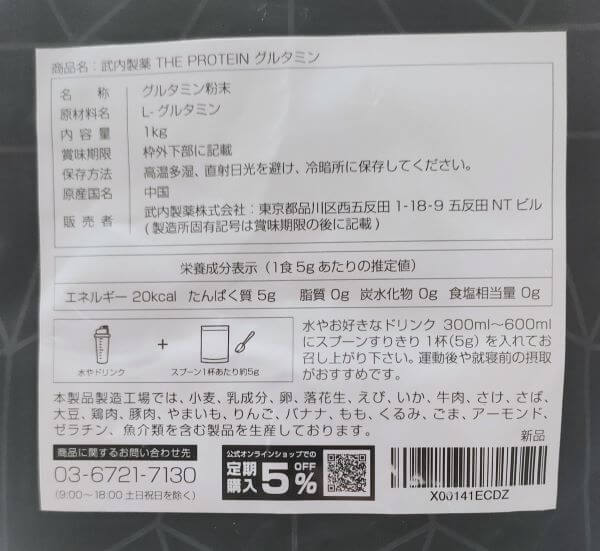 商品名：武内製薬 THE PROTEIN グルタミン
名称 グルタミン粉末
原材料名 L-グルタミン
内容量 1kg
賞味期限 枠外下部に記載
保存方法 高温多湿、直射日光を避け、冷暗所に保存してください。
原産国名 中国
販売者 武内製薬株式会社：東京都品川区西五反田 1-18-9 五反田 NT ビル
（製造所固有記号は賞味期限の後に記載）
栄養成分表示（1食 5g あたりの推定値）
エネルギー 20kcal たんぱく質 5g 脂質 0g 炭水化物 0g 食塩相当量 0g
+
水やドリンク
スプーン1杯あたり約5g
水やお好きなドリンク 300ml～600ml
にスプーンすりきり 1杯（5g）を入れてお
召し上がり下さい。運動後や就寝前の摂取
がおすすめです。
本製品製造工場では、小麦、乳成分、卵、落花生、えび、いか、牛肉、さけ、さば、
大豆、鶏肉、豚肉、やまいも、りんご、バナナ、もも、くるみ、ごま、アーモンド、
ゼラチン、魚介類を含む製品を生産しております。
新品
商品に関するお問い合わせ先
03-6721-7130
(9:00～18:00 土日祝日を除く)
公式オンラインショップでの
定期購入 5% OFF
X00141ECDZ